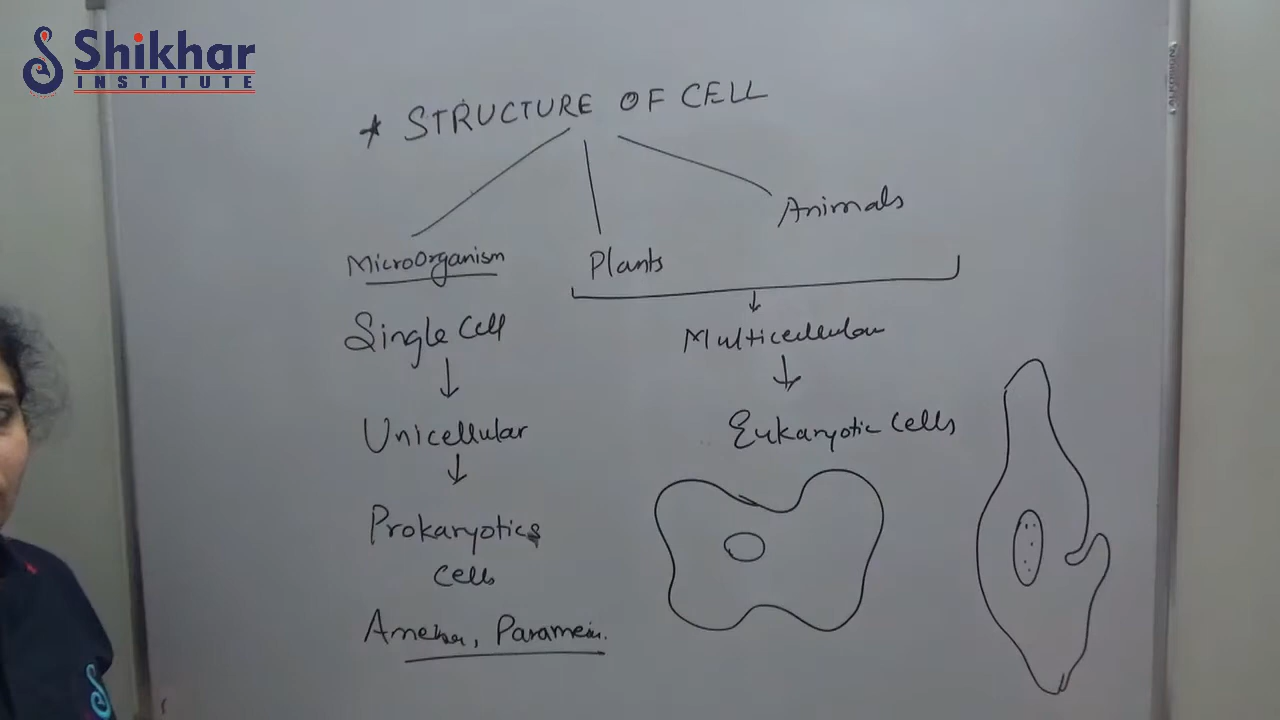 Shikhar
INSTITUTE
* STRUCTURE OF CELL
MicroOrganism
Plants
Animals
Single Cell
Multicellular
Unicellular
Eukaryotic Cells
Prokaryotics
Cells